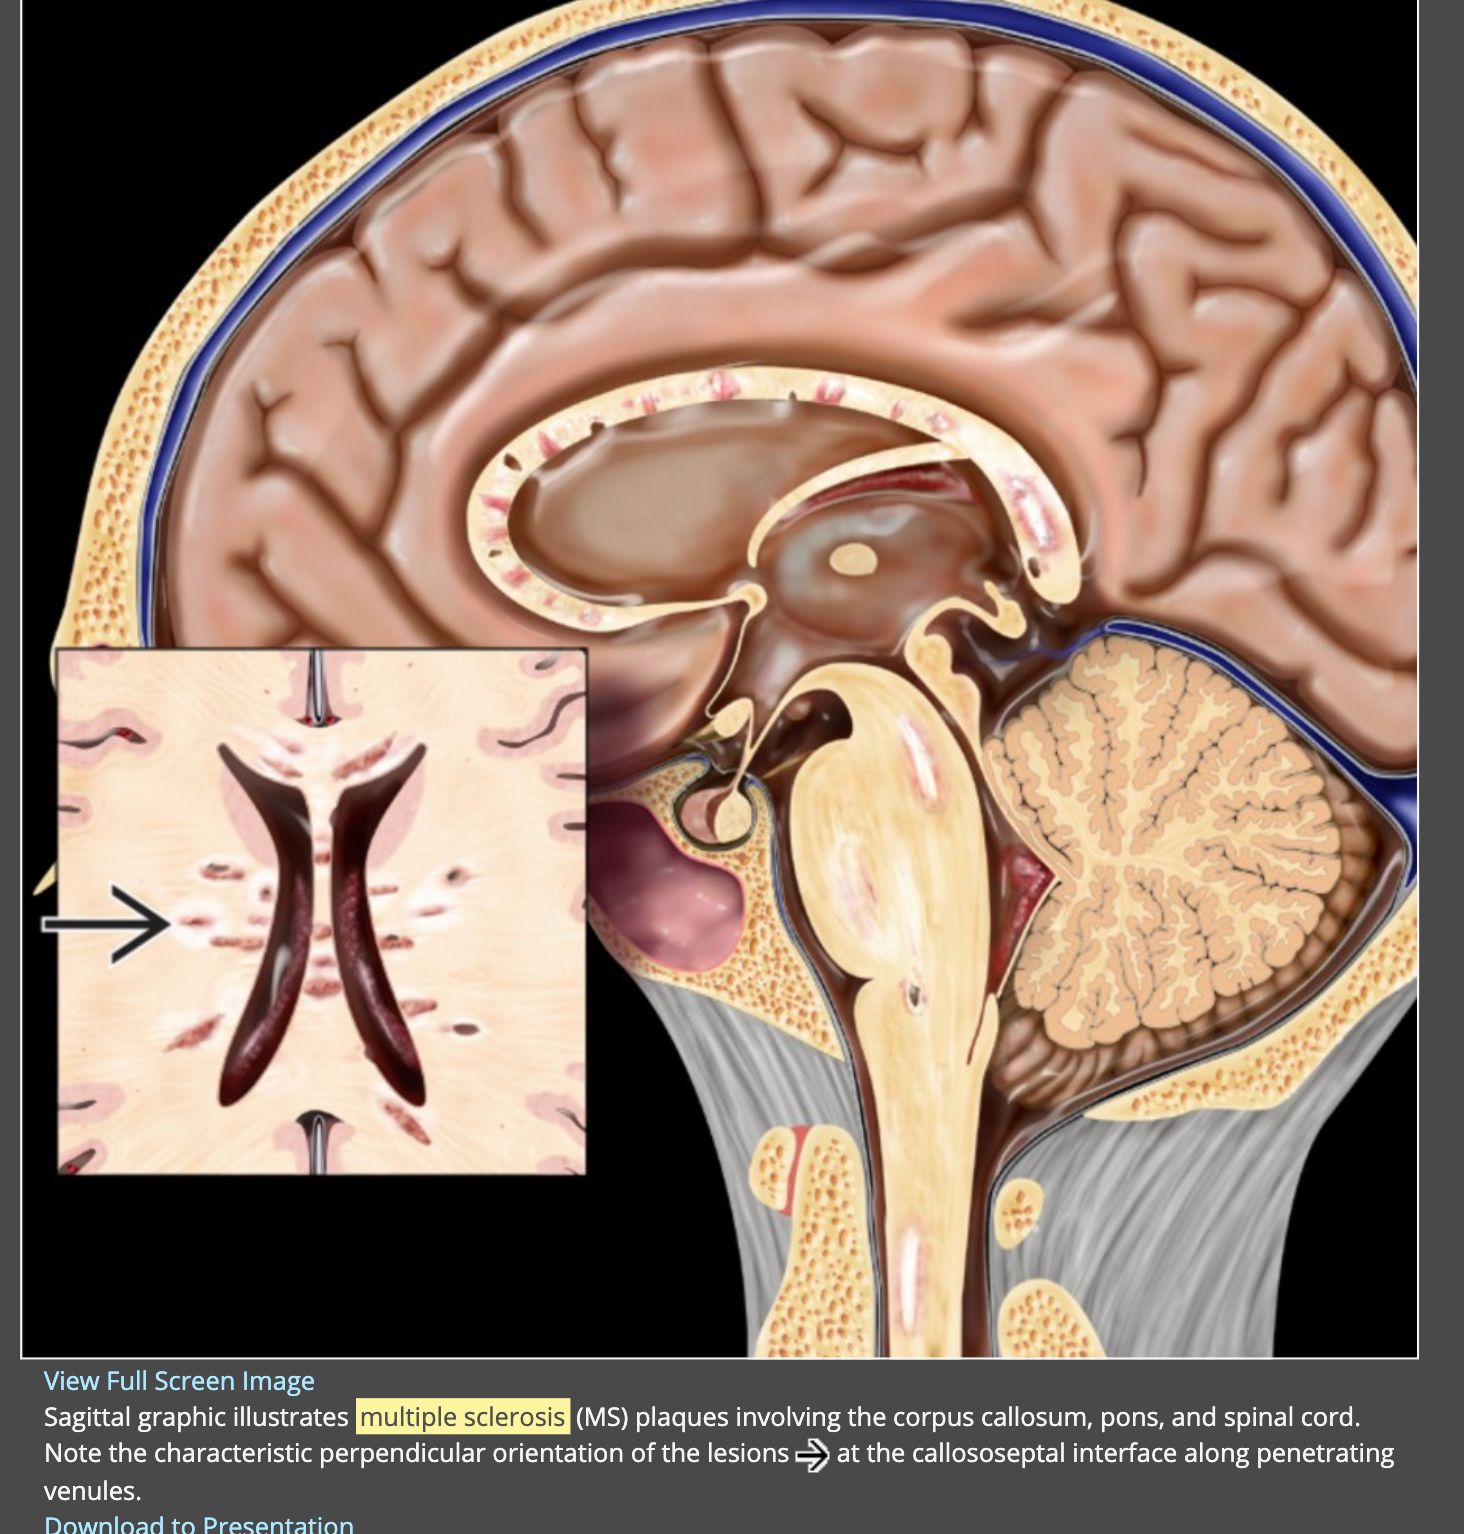 View Full Screen Image
Sagittal graphic illustrates multiple sclerosis (MS) plaques involving the corpus callosum, pons, and spinal cord.
Note the characteristic perpendicular orientation of the lesions at the callososeptal interface along penetrating
venules.
Download to Presentation